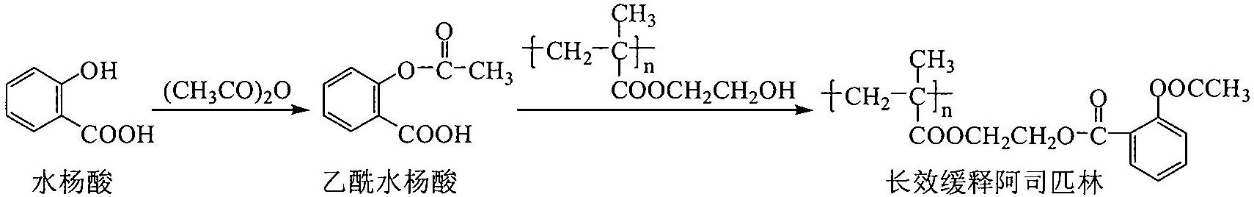 OH
COOH
水杨酸
(CH₃CO)₂O
O
O—C—CH₃
COOH
乙酰水杨酸
CH₃
[CH₂—C]n
COOCH₂CH₂OH
CH₃
[CH₂—C]n
COOCH₂CH₂O—C
O
OOCCH₃
长效缓释阿司匹林